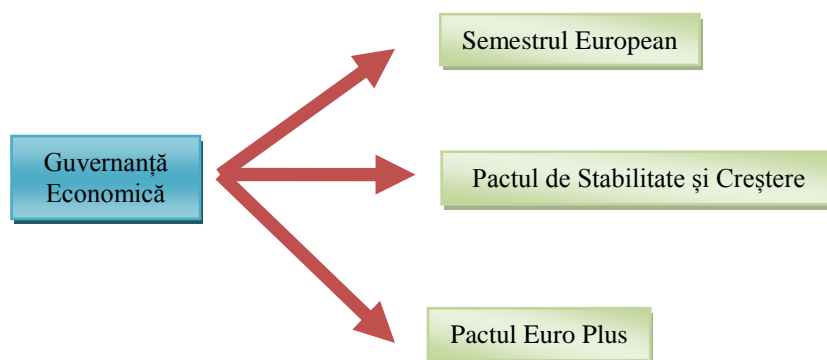 Semestrul European
Guvernanță
Economică
Pactul de Stabilitate și Creștere
Pactul Euro Plus